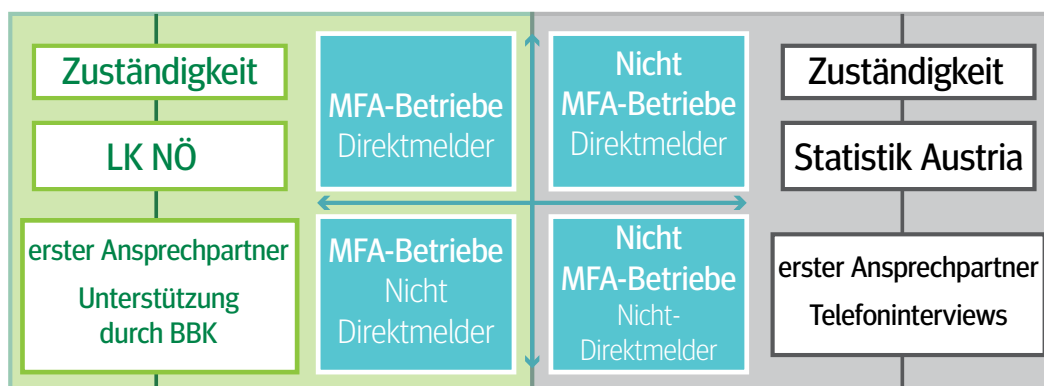 Zuständigkeit
LK NÖ
erster Ansprechpartner
Unterstützung
durch BBK
MFA-Betriebe
Direktmelder
Nicht
MFA-Betriebe
Direktmelder
MFA-Betriebe
Nicht
Direktmelder
Nicht
MFA-Betriebe
Nicht-
Direktmelder
Zuständigkeit
Statistik Austria
erster Ansprechpartner
Telefoninterviews